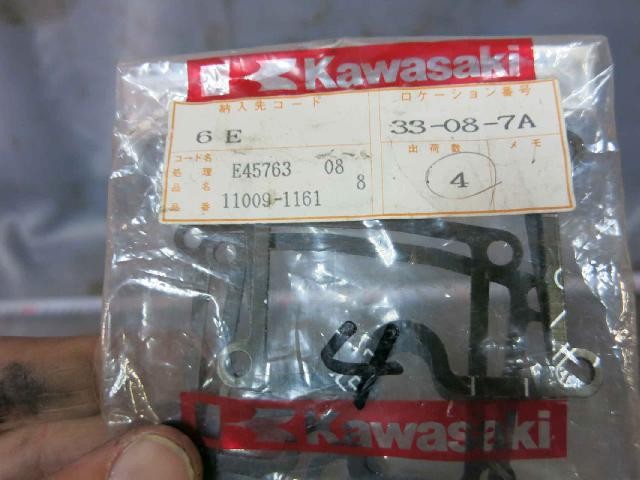 Kawasaki
納入先コード ロケーション番号
6E 33-08-7A
コード名 出荷数 メモ
処理 E45763 08 4
品名 8
品番 11009-1161
4
Kawasaki